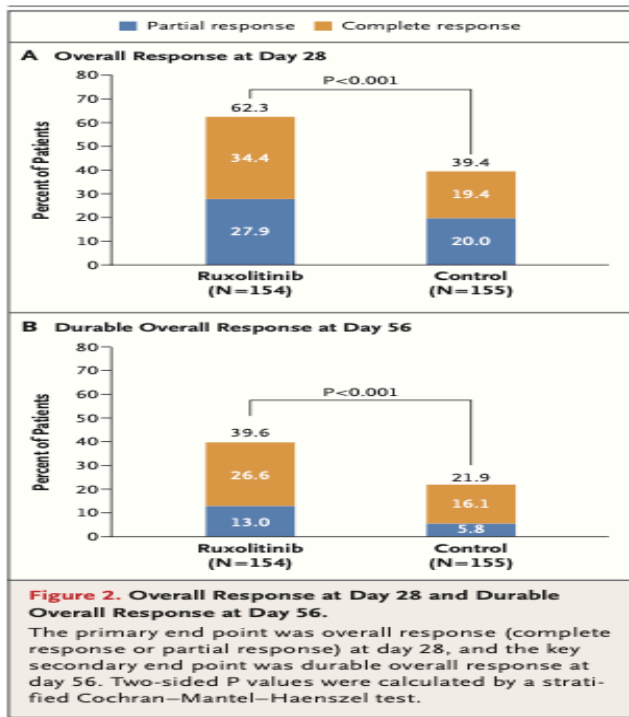 Partial response Complete response
A Overall Response at Day 28
80
70
60
50
40
30
20
10
0
Percent of Patients
P<0.001
62.3
34.4
27.9
39.4
19.4
20.0
Ruxolitinib
(N=154)
Control
(N=155)
B Durable Overall Response at Day 56
80
70
60
50
40
30
20
10
0
Percent of Patients
P<0.001
39.6
26.6
13.0
21.9
16.1
5.8
Ruxolitinib
(N=154)
Control
(N=155)
Figure 2. Overall Response at Day 28 and Durable
Overall Response at Day 56.
The primary end point was overall response (complete
response or partial response) at day 28, and the key
secondary end point was durable overall response at
day 56. Two-sided P values were calculated by a strati-
fied Cochran–Mantel–Haenszel test.